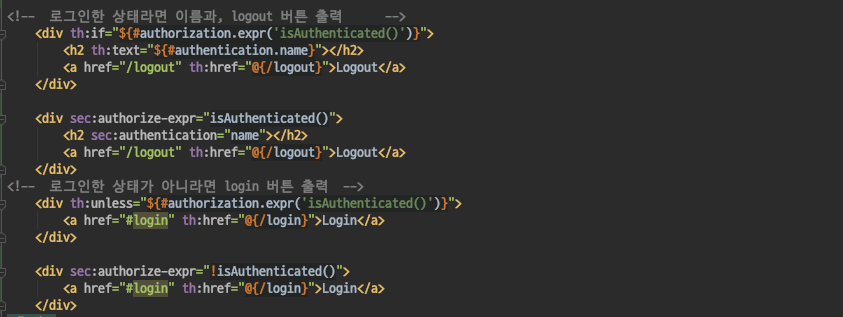 <!--  로그인한 상태라면 이름과, logout 버튼 출력      -->
    <div th:if="${#authorization.expr('isAuthenticated()')}">
        <h2 th:text="${#authentication.name}"></h2>
        <a href="/logout" th:href="@{/logout}">Logout</a>
    </div>
    <div sec:authorize-expr="isAuthenticated()">
        <h2 sec:authentication="name"></h2>
        <a href="/logout" th:href="@{/logout}">Logout</a>
    </div>
<!--  로그인한 상태가 아니라면 login 버튼 출력  -->
    <div th:unless="${#authorization.expr('isAuthenticated()')}">
        <a href="#login" th:href="@{/login}">Login</a>
    </div>
    <div sec:authorize-expr="!isAuthenticated()">
        <a href="#login" th:href="@{/login}">Login</a>
    </div>